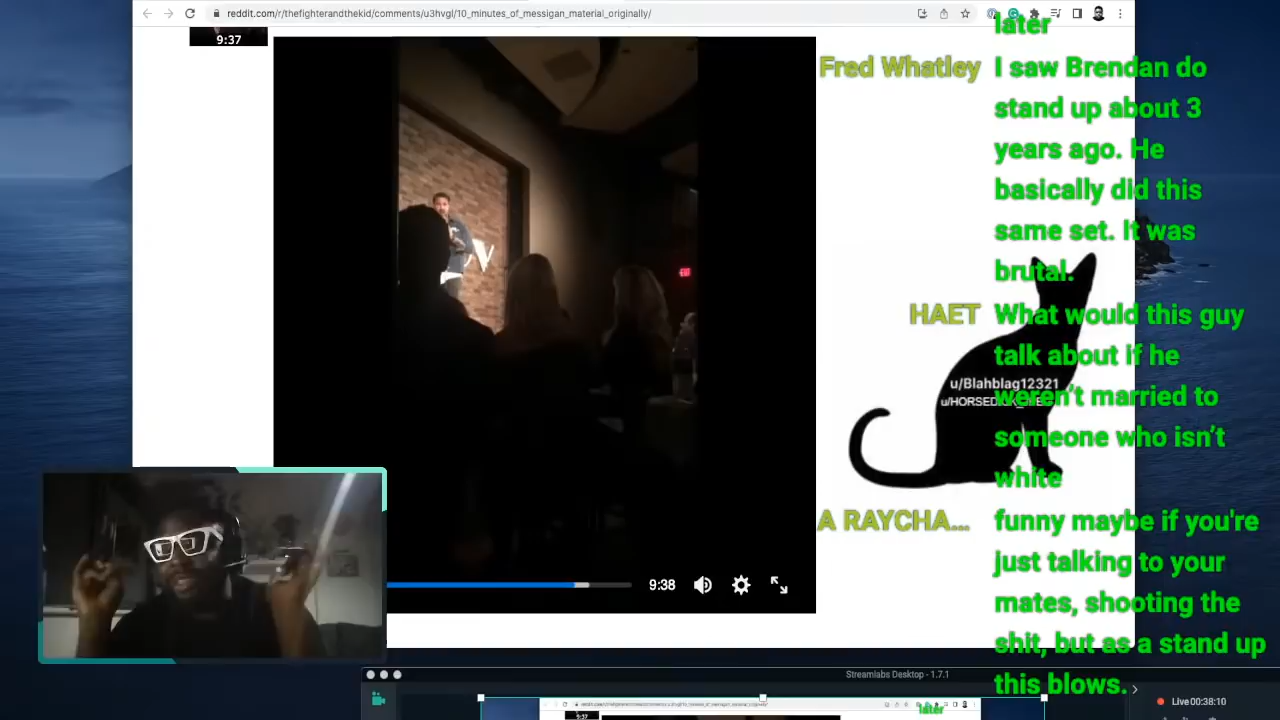 reddit.com/r/thefighterandthekid/comments/u3hvgl/10_minutes_of_messigan_material_originally/
9:37
later
Fred Whatley I saw Brendan do
stand up about 3
years ago. He
basically did this
same set. It was
brutal.
HAET What would this guy
talk about if he
weren't married to
someone who isn't
white
u/Blahblag12321
A RAYCHA... funny maybe if you're
just talking to your
mates, shooting the
shit, but as a stand up
this blows.
9:38
Streamlabs Desktop - 1.7.1
Live 00:38:10
later
9:37